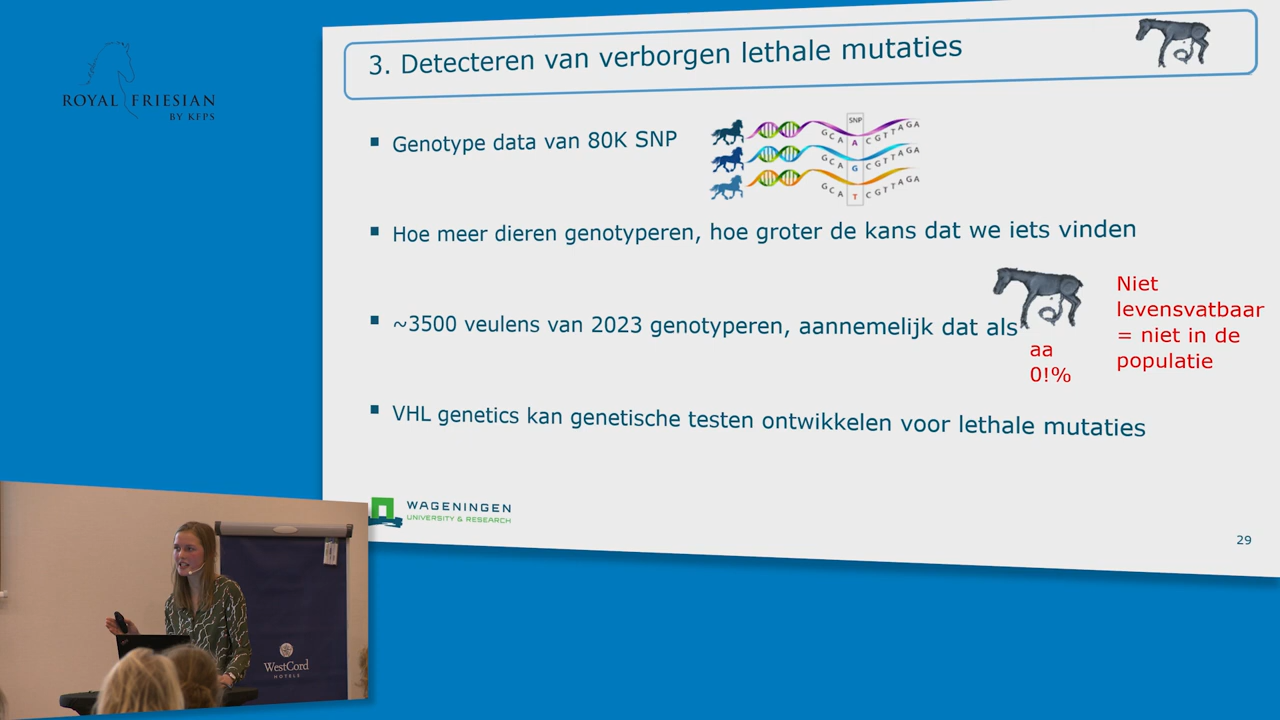 ROYAL FRIESIAN
BY KFPS
3. Detecteren van verborgen lethale mutaties
▪ Genotype data van 80K SNP
SNP
GCA A CGTTAGA
GCA G CGTTAGA
GCA T CGTTAGA
▪ Hoe meer dieren genotyperen, hoe groter de kans dat we iets vinden
▪ ~3500 veulens van 2023 genotyperen, aannemelijk dat als
aa
0!%
Niet
levensvatbaar
= niet in de
populatie
▪ VHL genetics kan genetische testen ontwikkelen voor lethale mutaties
WAGENINGEN
UNIVERSITY & RESEARCH
29
WestCord
HOTELS